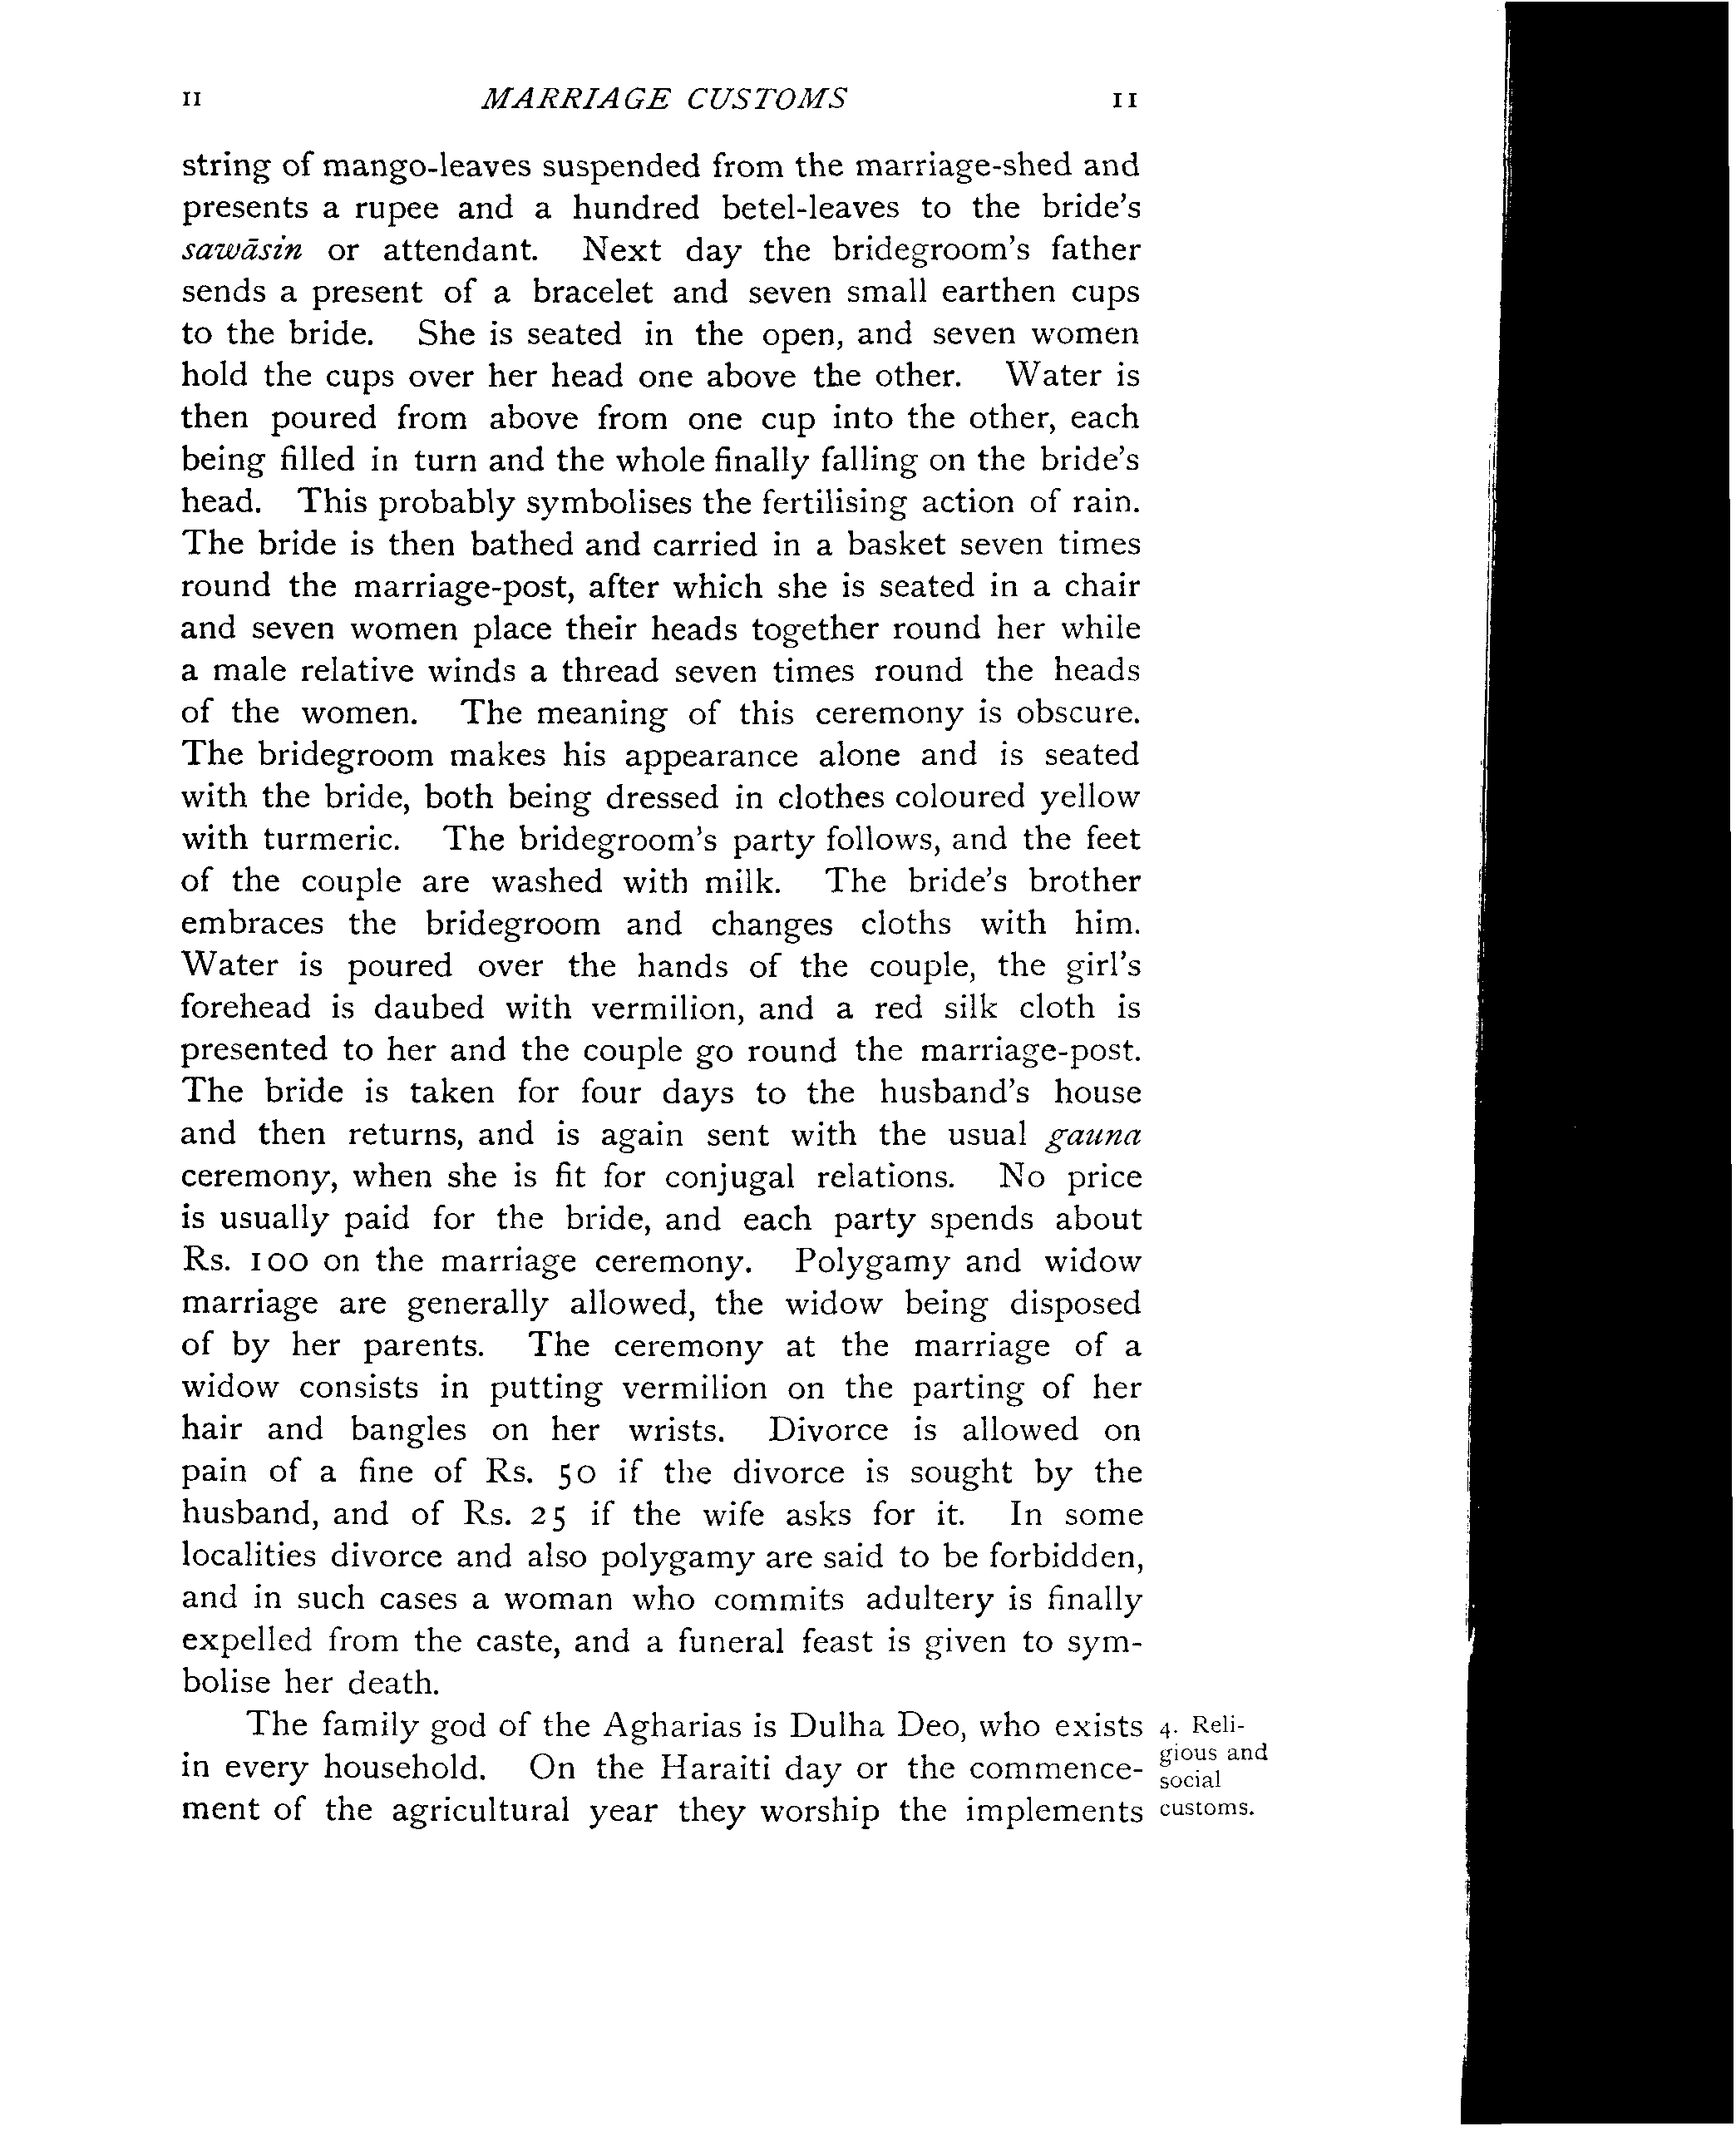 II MARRIAGE CUSTOMS 11
string of mango-leaves suspended from the marriage-shed and
presents a rupee and a hundred betel-leaves to the bride's
sawāsin or attendant. Next day the bridegroom's father
sends a present of a bracelet and seven small earthen cups
to the bride. She is seated in the open, and seven women
hold the cups over her head one above the other. Water is
then poured from above from one cup into the other, each
being filled in turn and the whole finally falling on the bride's
head. This probably symbolises the fertilising action of rain.
The bride is then bathed and carried in a basket seven times
round the marriage-post, after which she is seated in a chair
and seven women place their heads together round her while
a male relative winds a thread seven times round the heads
of the women. The meaning of this ceremony is obscure.
The bridegroom makes his appearance alone and is seated
with the bride, both being dressed in clothes coloured yellow
with turmeric. The bridegroom's party follows, and the feet
of the couple are washed with milk. The bride's brother
embraces the bridegroom and changes cloths with him.
Water is poured over the hands of the couple, the girl's
forehead is daubed with vermilion, and a red silk cloth is
presented to her and the couple go round the marriage-post.
The bride is taken for four days to the husband's house
and then returns, and is again sent with the usual gauna
ceremony, when she is fit for conjugal relations. No price
is usually paid for the bride, and each party spends about
Rs. 100 on the marriage ceremony. Polygamy and widow
marriage are generally allowed, the widow being disposed
of by her parents. The ceremony at the marriage of a
widow consists in putting vermilion on the parting of her
hair and bangles on her wrists. Divorce is allowed on
pain of a fine of Rs. 50 if the divorce is sought by the
husband, and of Rs. 25 if the wife asks for it. In some
localities divorce and also polygamy are said to be forbidden,
and in such cases a woman who commits adultery is finally
expelled from the caste, and a funeral feast is given to sym-
bolise her death.
The family god of the Agharias is Dulha Deo, who exists
in every household. On the Haraiti day or the commence-
ment of the agricultural year they worship the implements
4. Reli-
gious and
social
customs.